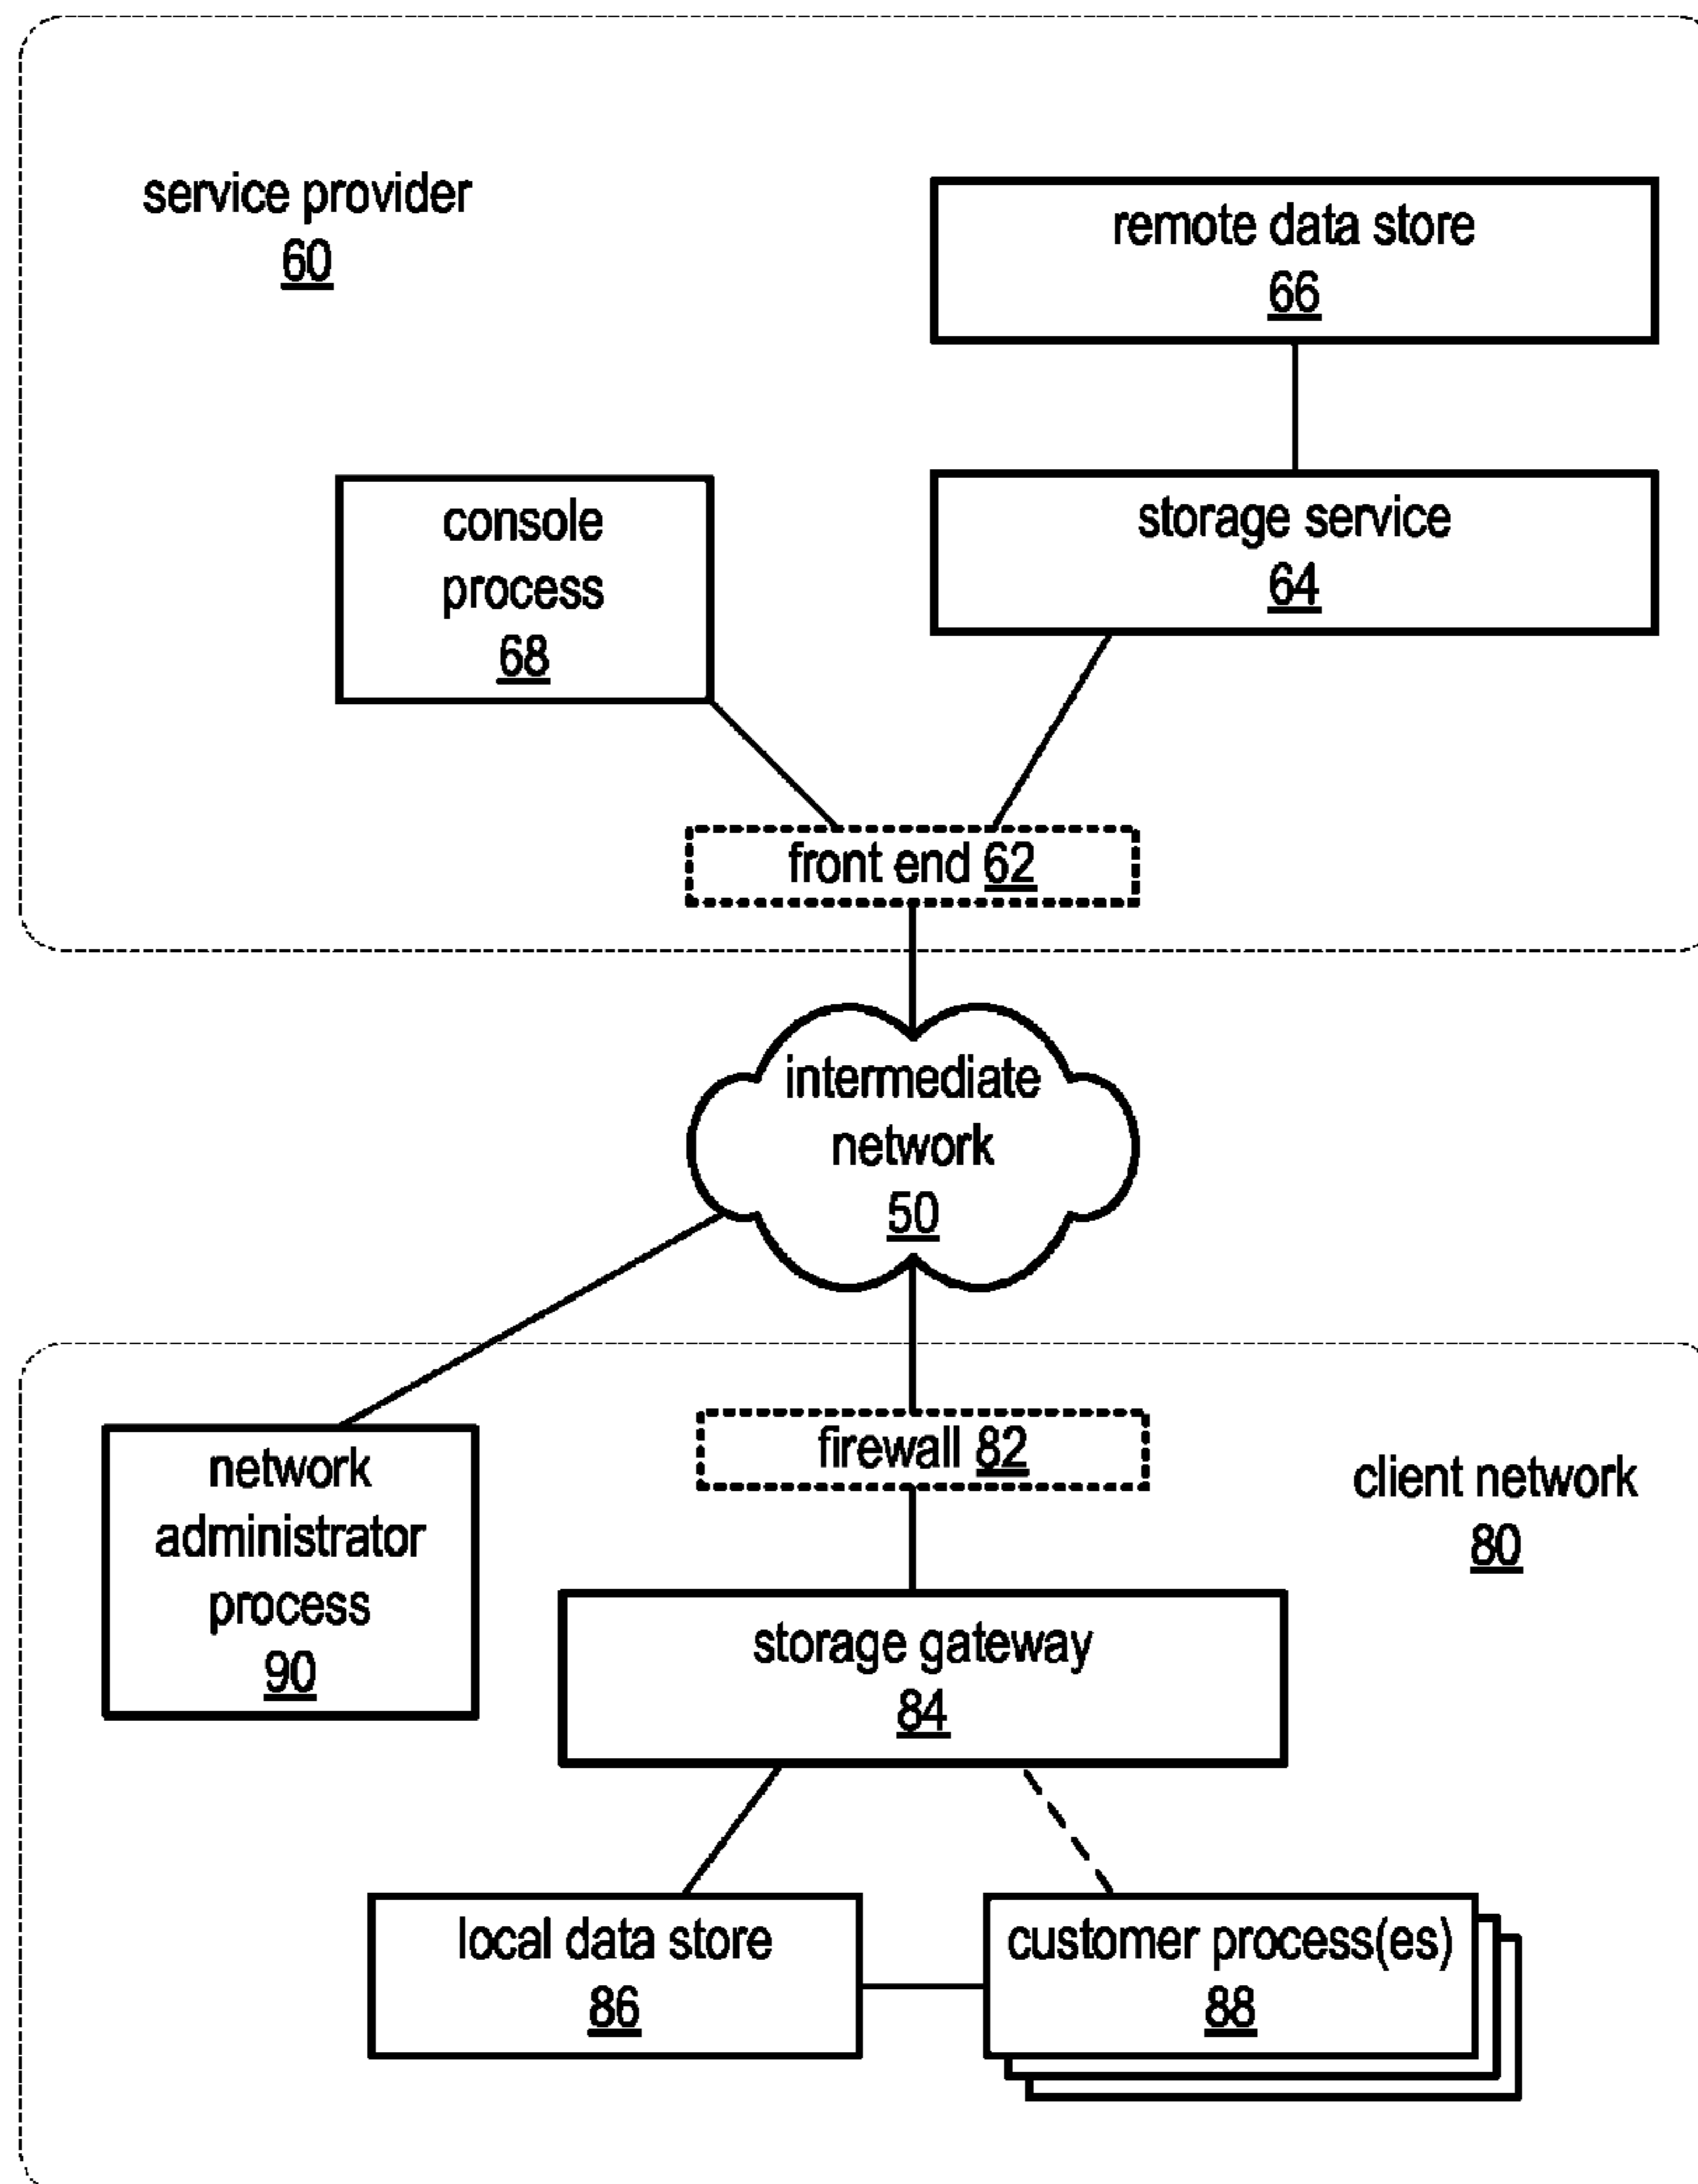 service provider
60
remote data store
66
console
process
68
storage service
64
front end 62
intermediate
network
50
network
administrator
process
90
firewall 82
client network
80
storage gateway
84
local data store
86
customer process(es)
88